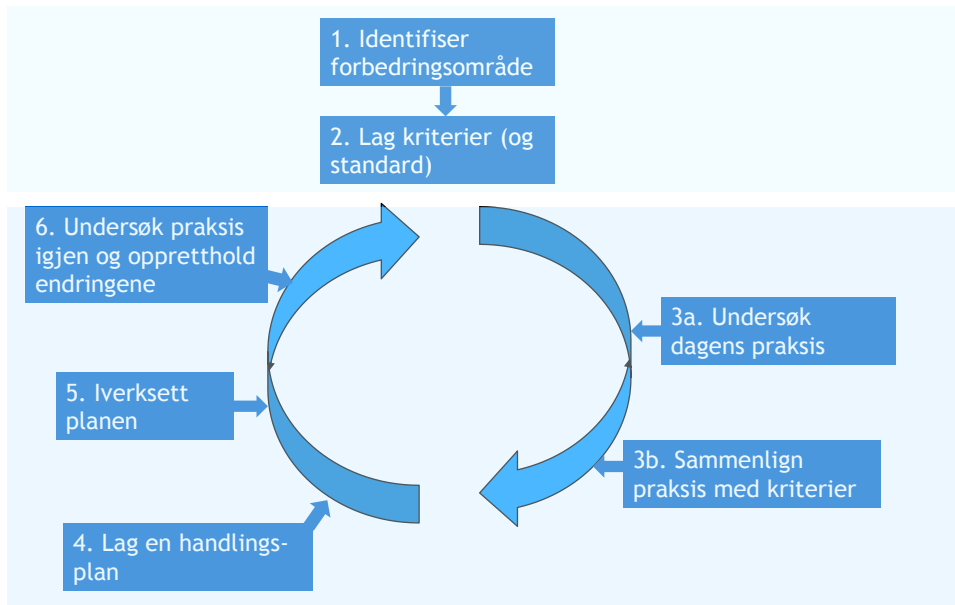 1. Identifiser
forbedringsområde
2. Lag kriterier (og
standard)
3a. Undersøk
dagens praksis
3b. Sammenlign
praksis med kriterier
4. Lag en handlings-
plan
5. Iverksett
planen
6. Undersøk praksis
igjen og oppretthold
endringene